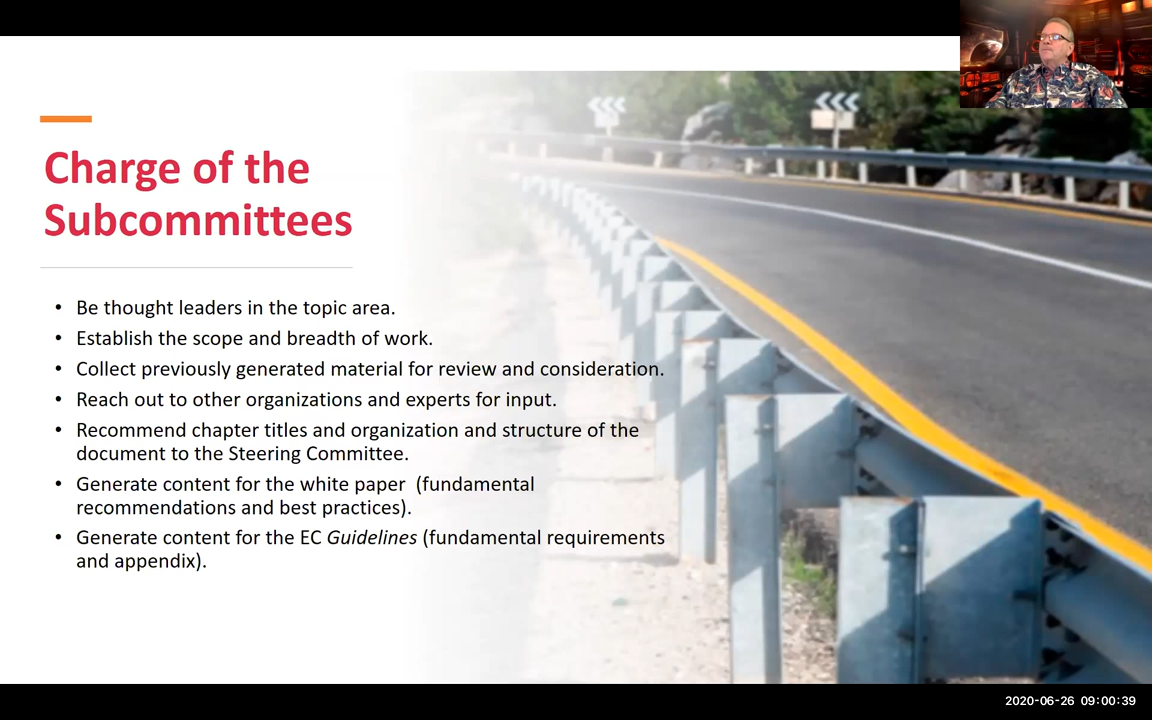 Charge of the
Subcommittees
• Be thought leaders in the topic area.
• Establish the scope and breadth of work.
• Collect previously generated material for review and consideration.
• Reach out to other organizations and experts for input.
• Recommend chapter titles and organization and structure of the
document to the Steering Committee.
• Generate content for the white paper (fundamental
recommendations and best practices).
• Generate content for the EC Guidelines (fundamental requirements
and appendix).
2020-06-26 09:00:39